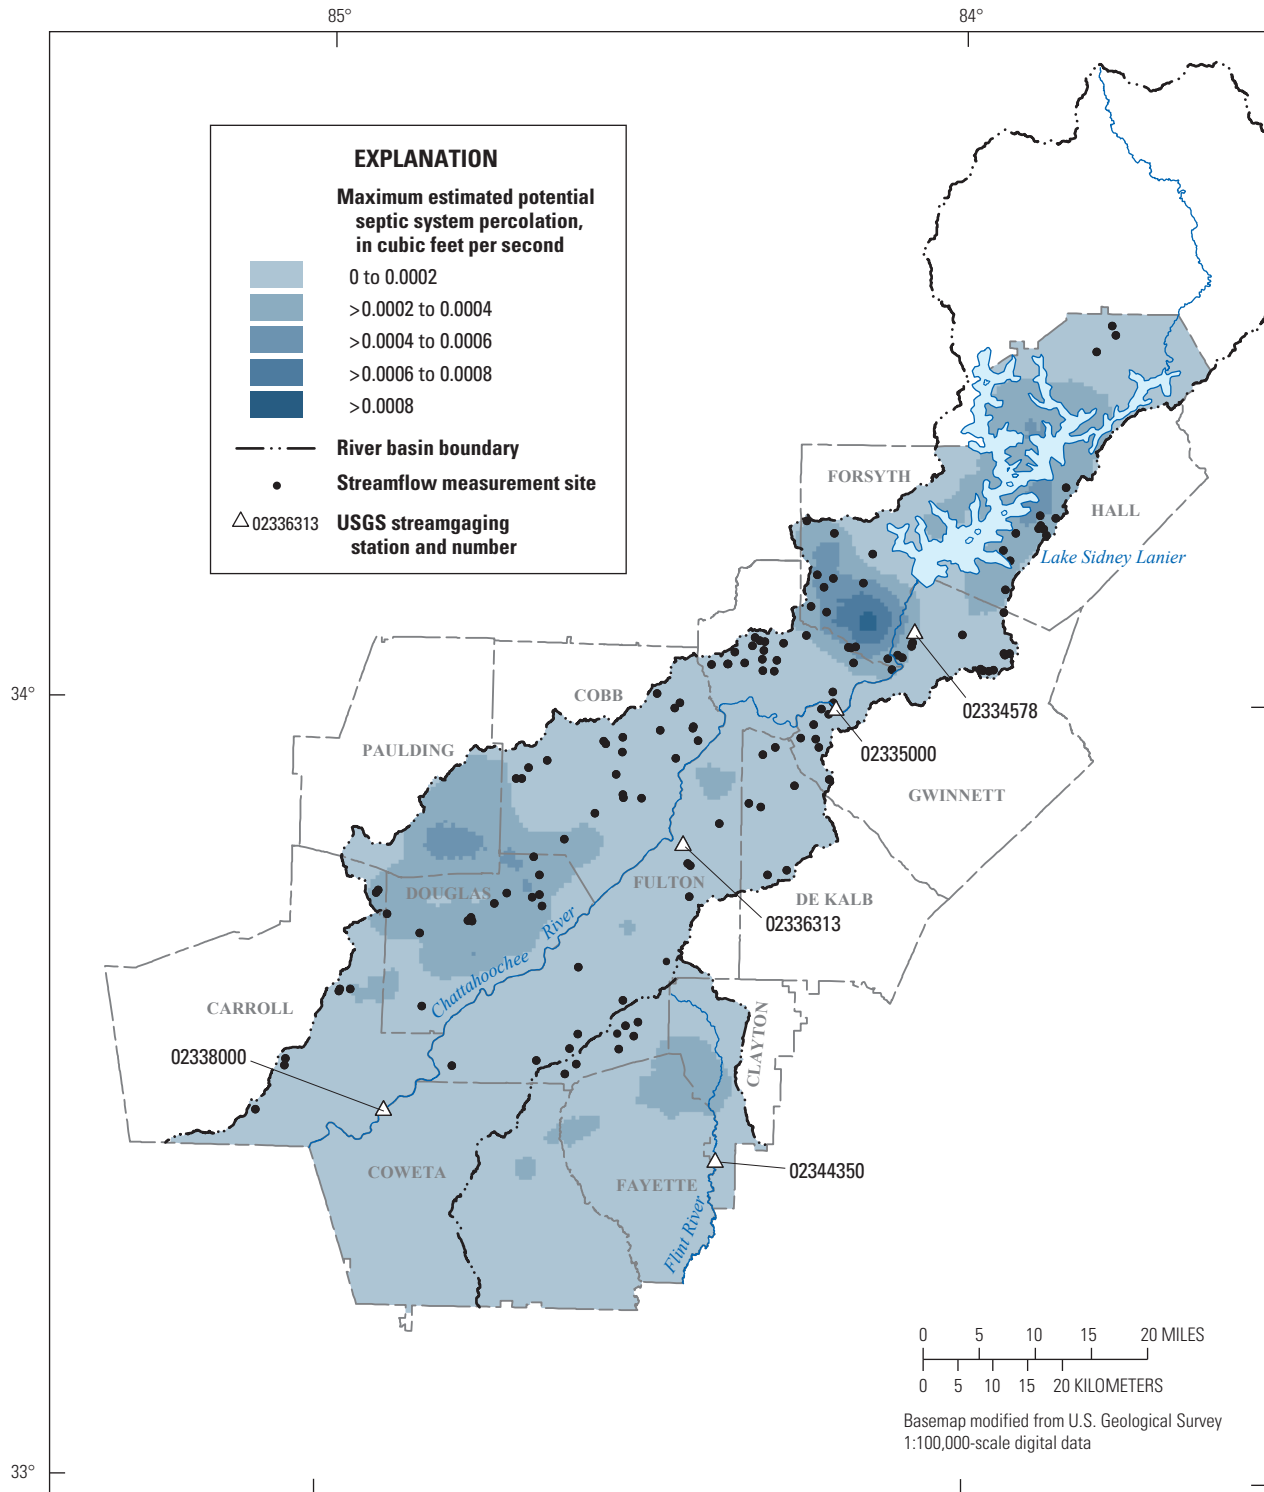 85°
84°
EXPLANATION
Maximum estimated potential
septic system percolation,
in cubic feet per second
0 to 0.0002
>0.0002 to 0.0004
>0.0004 to 0.0006
>0.0006 to 0.0008
>0.0008
River basin boundary
Streamflow measurement site
02336313
USGS streamgaging
station and number
FORSYTH
HALL
Lake Sidney Lanier
34°
COBB
02334578
PAULDING
02335000
GWINNETT
DOUGLAS
FULTON
DE KALB
02336313
Chattahoochee River
CARROLL
CLAYTON
02338000
COWETA
02344350
FAYETTE
Flint River
0 5 10 15 20 MILES
0 5 10 15 20 KILOMETERS
Basemap modified from U.S. Geological Survey
1:100,000-scale digital data
33°